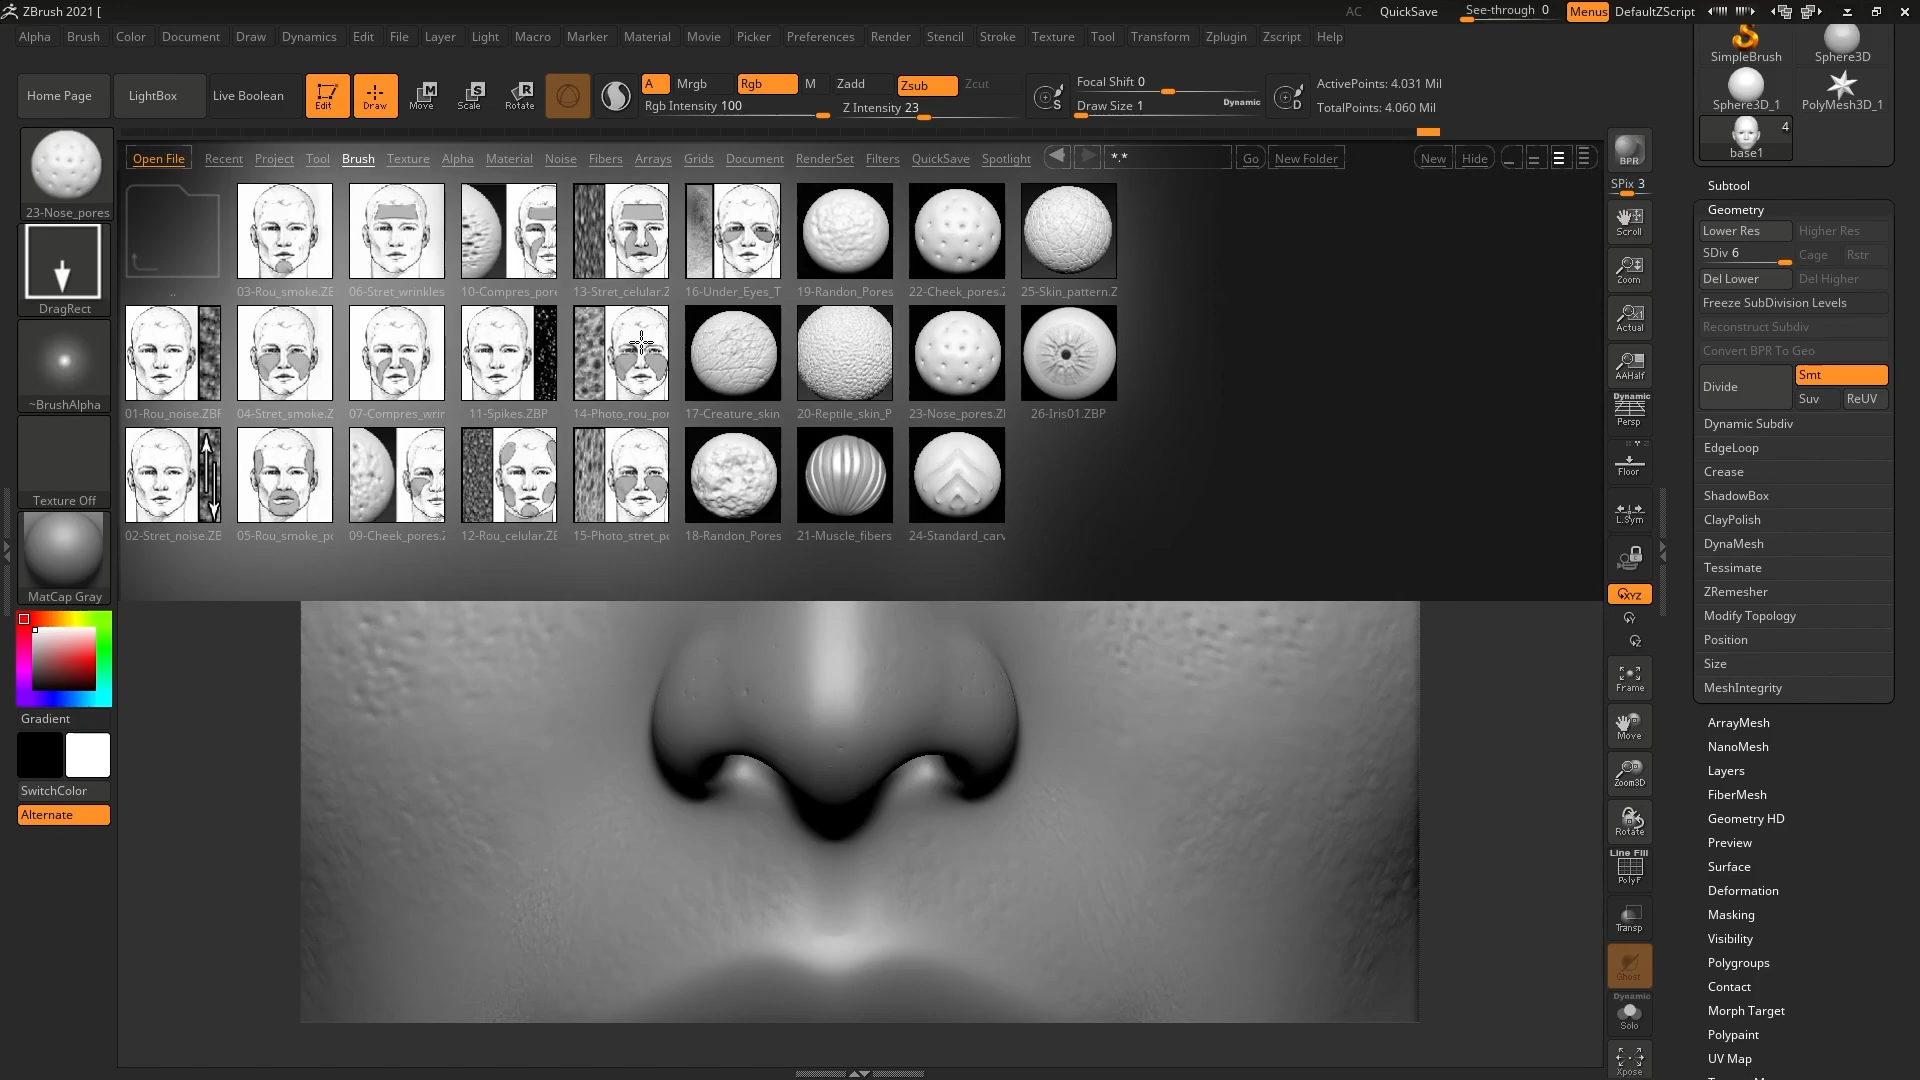 ZBrush 2021 [
AC QuickSave See-through 0 Menus DefaultZScript
Alpha Brush Color Document Draw Dynamics Edit File Layer Light Macro Marker Material Movie Picker Preferences Render Stencil Stroke Texture Tool Transform Zplugin Zscript Help
Home Page LightBox Live Boolean Edit Draw Move Scale Rotate
A Mrgb Rgb M Zadd Zsub Zcut
Rgb Intensity 100 Z Intensity 23
Focal Shift 0
Draw Size 1 Dynamic
ActivePoints: 4.031 Mil
TotalPoints: 4.060 Mil
SimpleBrush Sphere3D
Sphere3D_1 PolyMesh3D_1
4
base1
Open File Recent Project Tool Brush Texture Alpha Material Noise Fibers Arrays Grids Document RenderSet Filters QuickSave Spotlight *.* Go New Folder New Hide
.. 03-Rou_smoke.ZB 06-Stret_wrinkles 10-Compres_por 13-Stret_celular.Z 16-Under_Eyes_T 19-Randon_Pores 22-Cheek_pores.Z 25-Skin_pattern.Z
01-Rou_noise.ZBP 04-Stret_smoke.Z 07-Compres_wrin 11-Spikes.ZBP 14-Photo_rou_por 17-Creature_skin 20-Reptile_skin_P 23-Nose_pores.Z 26-Iris01.ZBP
02-Stret_noise.ZB 05-Rou_smoke_p 09-Cheek_pores.Z 12-Rou_celular.ZB 15-Photo_stret_p 18-Randon_Pores 21-Muscle_fibers 24-Standard_carv
23-Nose_pores
DragRect
~BrushAlpha
Texture Off
MatCap Gray
Gradient
SwitchColor
Alternate
BPR
SPix 3
Scroll
Zoom
Actual
AAHalf
Dynamic
Persp
Floor
L.Sym
XYZ
Y
Z
Frame
Move
Zoom3D
Rotate
Line Fill
PolyF
Transp
Ghost
Dynamic
Solo
Xpose
Subtool
Geometry
Lower Res Higher Res
SDiv 6 Cage Rstr
Del Lower Del Higher
Freeze SubDivision Levels
Reconstruct Subdiv
Convert BPR To Geo
Divide Smt
Suv ReUV
Dynamic Subdiv
EdgeLoop
Crease
ShadowBox
ClayPolish
DynaMesh
Tessimate
ZRemesher
Modify Topology
Position
Size
MeshIntegrity
ArrayMesh
NanoMesh
Layers
FiberMesh
Geometry HD
Preview
Surface
Deformation
Masking
Visibility
Polygroups
Contact
Morph Target
Polypaint
UV Map